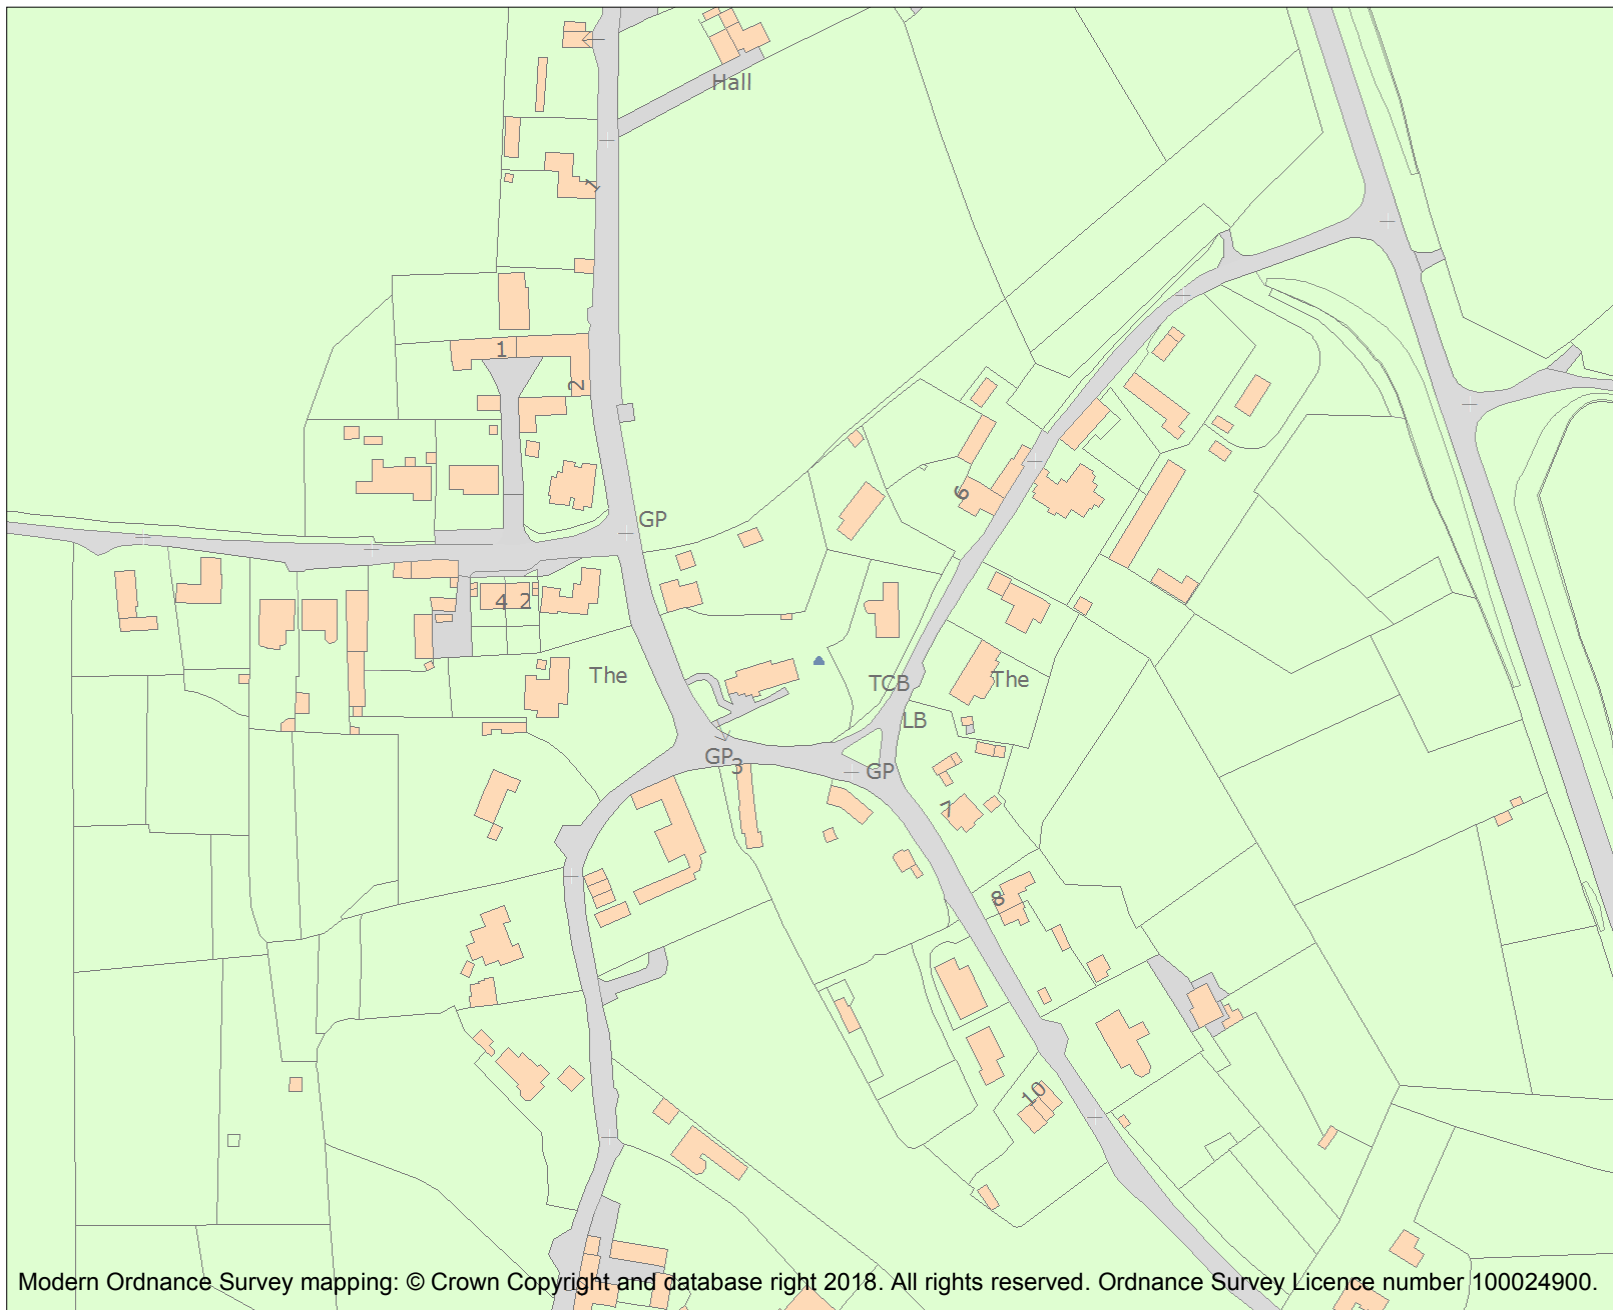 Hall
1
1
2
GP
4 2
The
TCB
The
LB
6
GP
3
GP
7
8
10
Modern Ordnance Survey mapping: © Crown Copyright and database right 2018. All rights reserved. Ordnance Survey Licence number 100024900.